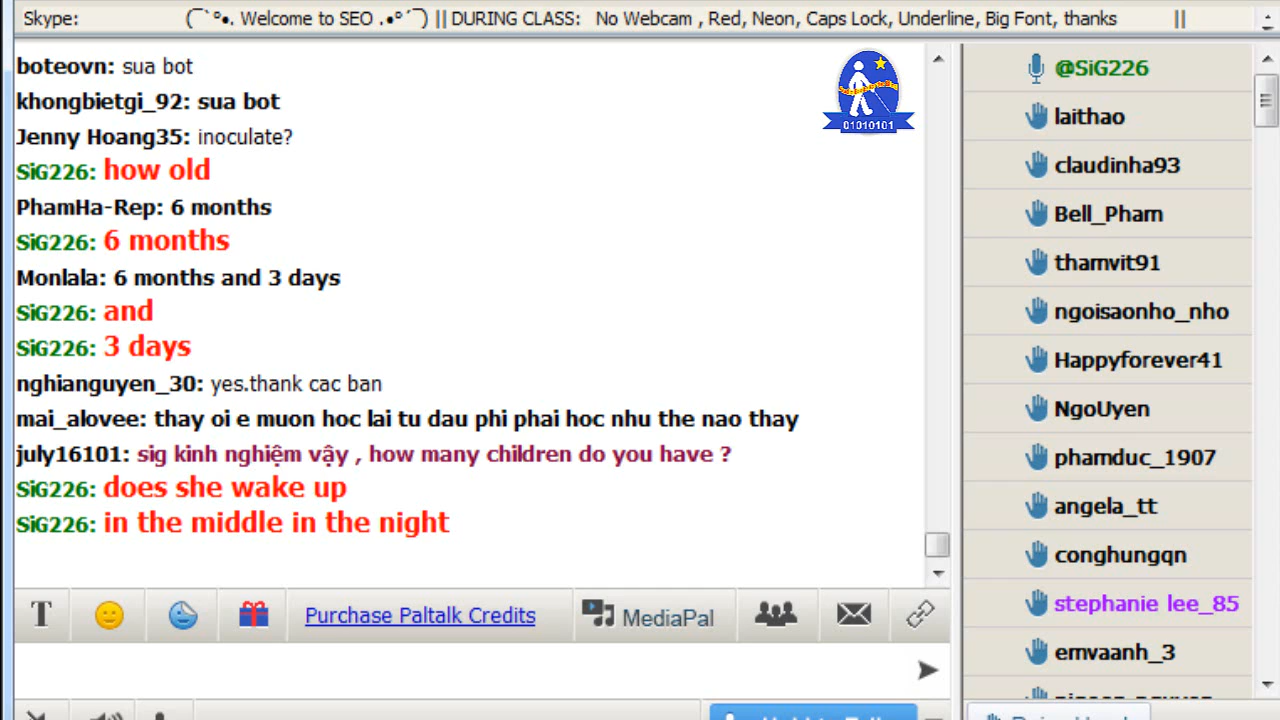 Skype: (¯`º•. Welcome to SEO .•º´¯) || DURING CLASS: No Webcam , Red, Neon, Caps Lock, Underline, Big Font, thanks ||
boteovn: sua bot
khongbietgi_92: sua bot
Jenny Hoang35: inoculate?
SiG226: how old
PhamHa-Rep: 6 months
SiG226: 6 months
Monlala: 6 months and 3 days
SiG226: and
SiG226: 3 days
nghianguyen_30: yes.thank cac ban
mai_alovee: thay oi e muon hoc lai tu dau phi phai hoc nhu the nao thay
july16101: sig kinh nghiệm vậy , how many children do you have ?
SiG226: does she wake up
SiG226: in the middle in the night
01010101
T Purchase Paltalk Credits MediaPal
@SiG226
laithao
claudinha93
Bell_Pham
thamvit91
ngoisaonho_nho
Happyforever41
NgoUyen
phamduc_1907
angela_tt
conghungqn
stephanie lee_85
emvaanh_3